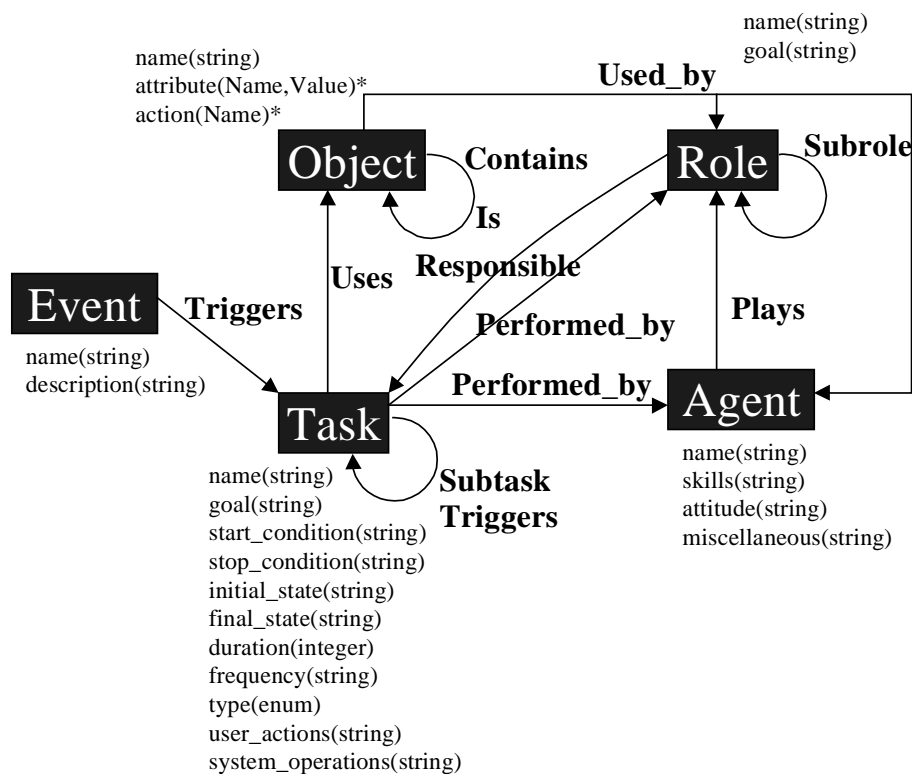 name(string)
goal(string)
name(string)
attribute(Name,Value)*
action(Name)*
Used_by
Object
Contains
Is
Role
Subrole
Responsible
Uses
Event
Triggers
name(string)
description(string)
Performed_by
Plays
Performed_by
Task
Agent
Subtask
Triggers
name(string)
goal(string)
start_condition(string)
stop_condition(string)
initial_state(string)
final_state(string)
duration(integer)
frequency(string)
type(enum)
user_actions(string)
system_operations(string)
name(string)
skills(string)
attitude(string)
miscellaneous(string)